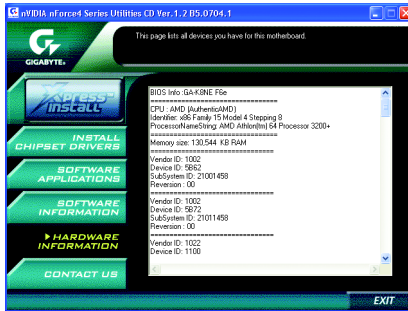 nVIDIA nForce4 Series Utilities CD Ver.1.2 B5.0704.1
GIGABYTE
This page lists all devices you have for this motherboard.
Xpress-
INSTALL
INSTALL
CHIPSET DRIVERS
SOFTWARE
APPLICATIONS
SOFTWARE
INFORMATION
HARDWARE
INFORMATION
CONTACT US
BIOS Info :GA-K8NE F6e
==============================
CPU : AMD (AuthenticAMD)
Identifier: x86 Family 15 Model 4 Stepping 8
ProcessorNameString: AMD Athlon(tm) 64 Processor 3200+
==============================
Memory size: 130,544 KB RAM
==============================
Vendor ID: 1002
Device ID: 5B62
SubSystem ID: 21001458
Reversion : 00
==============================
Vendor ID: 1002
Device ID: 5B72
SubSystem ID: 21011458
Reversion : 00
==============================
Vendor ID: 1022
Device ID: 1100
EXIT